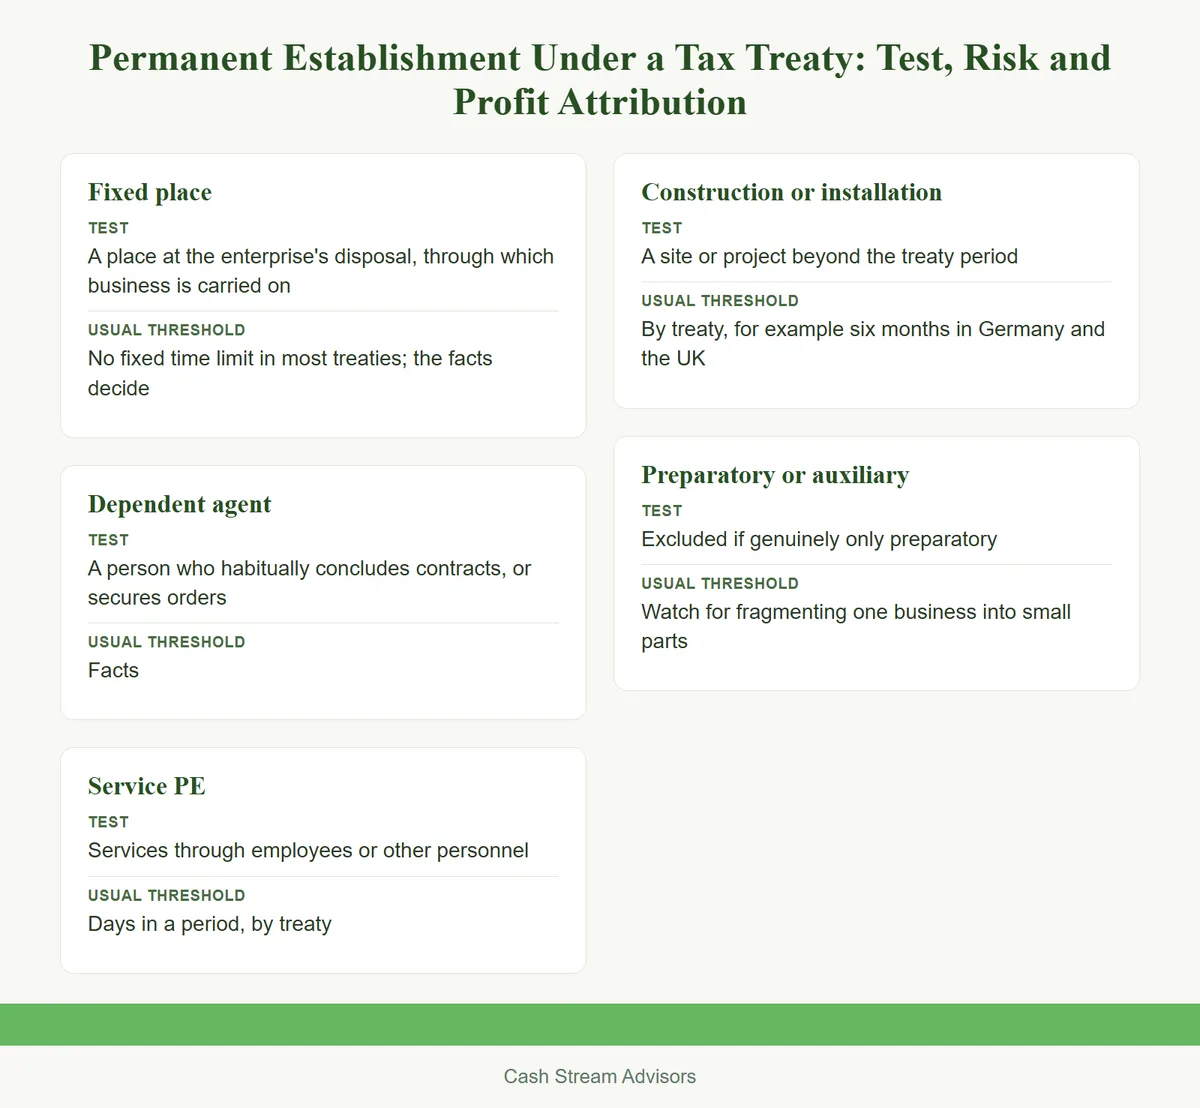 Permanent Establishment Under a Tax Treaty: Test, Risk and
Profit Attribution
Fixed place
TEST
A place at the enterprise's disposal, through which
business is carried on
USUAL THRESHOLD
No fixed time limit in most treaties; the facts
decide
Dependent agent
TEST
A person who habitually concludes contracts, or
secures orders
USUAL THRESHOLD
Facts
Service PE
TEST
Services through employees or other personnel
USUAL THRESHOLD
Days in a period, by treaty
Construction or installation
TEST
A site or project beyond the treaty period
USUAL THRESHOLD
By treaty, for example six months in Germany and
the UK
Preparatory or auxiliary
TEST
Excluded if genuinely only preparatory
USUAL THRESHOLD
Watch for fragmenting one business into small
parts
Cash Stream Advisors